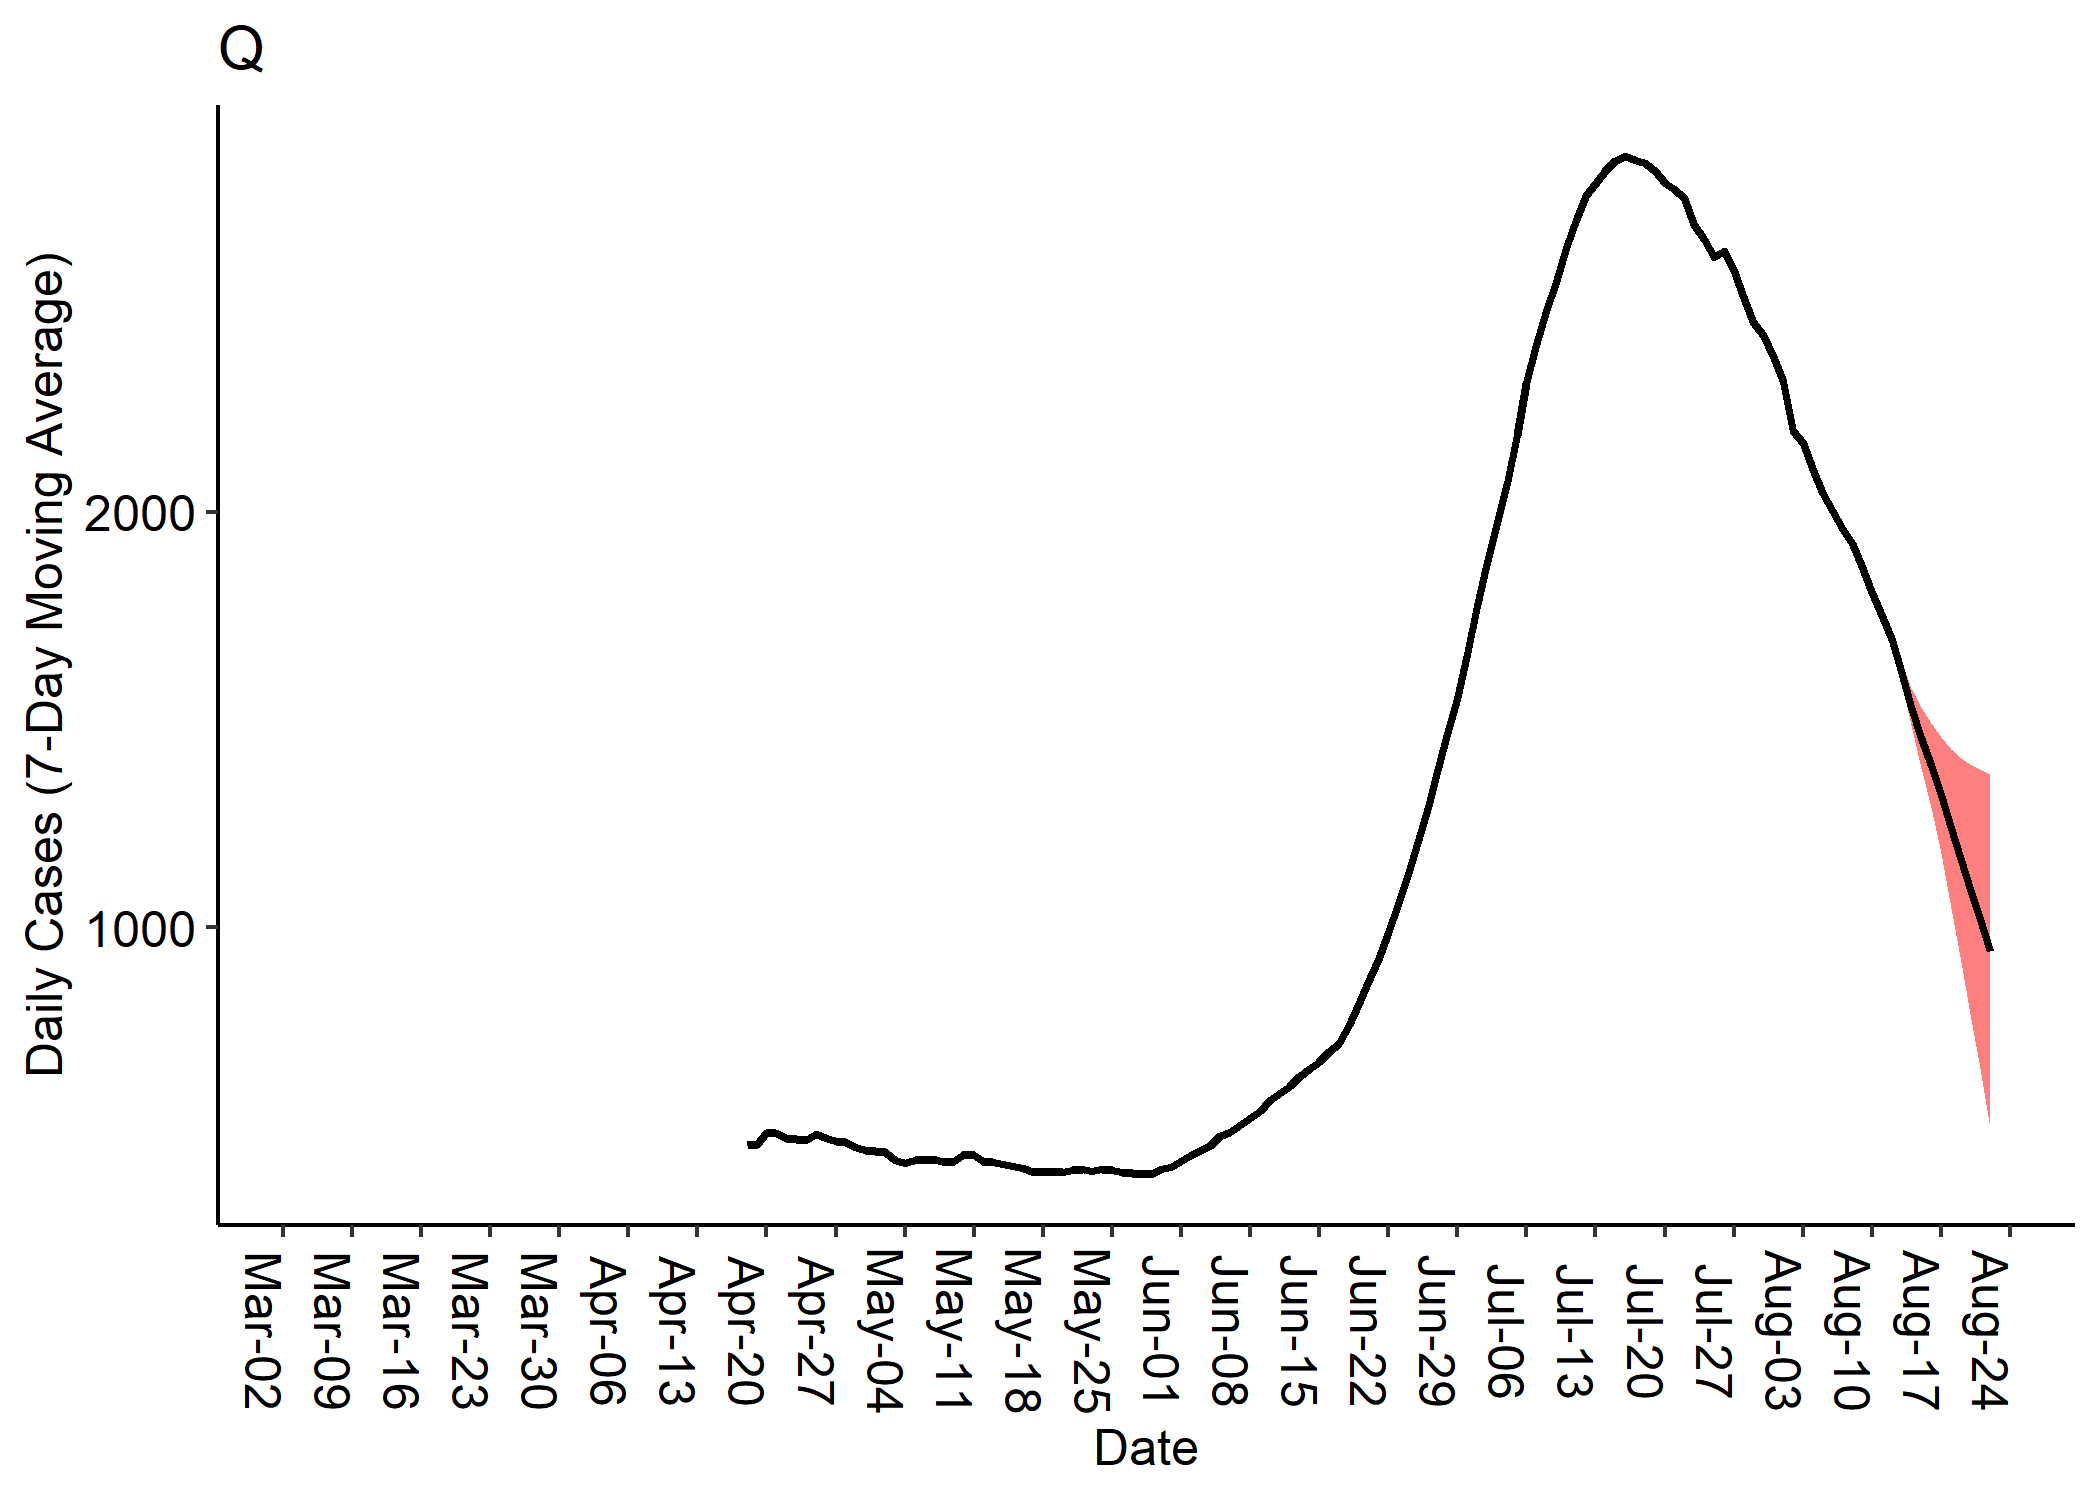 Q
Daily Cases (7-Day Moving Average)
2000
1000
Mar-02
Mar-09
Mar-16
Mar-23
Mar-30
Apr-06
Apr-13
Apr-20
Apr-27
May-04
May-11
May-18
May-25
Jun-01
Jun-08
Jun-15
Jun-22
Jun-29
Jul-06
Jul-13
Jul-20
Jul-27
Aug-03
Aug-10
Aug-17
Aug-24
Date